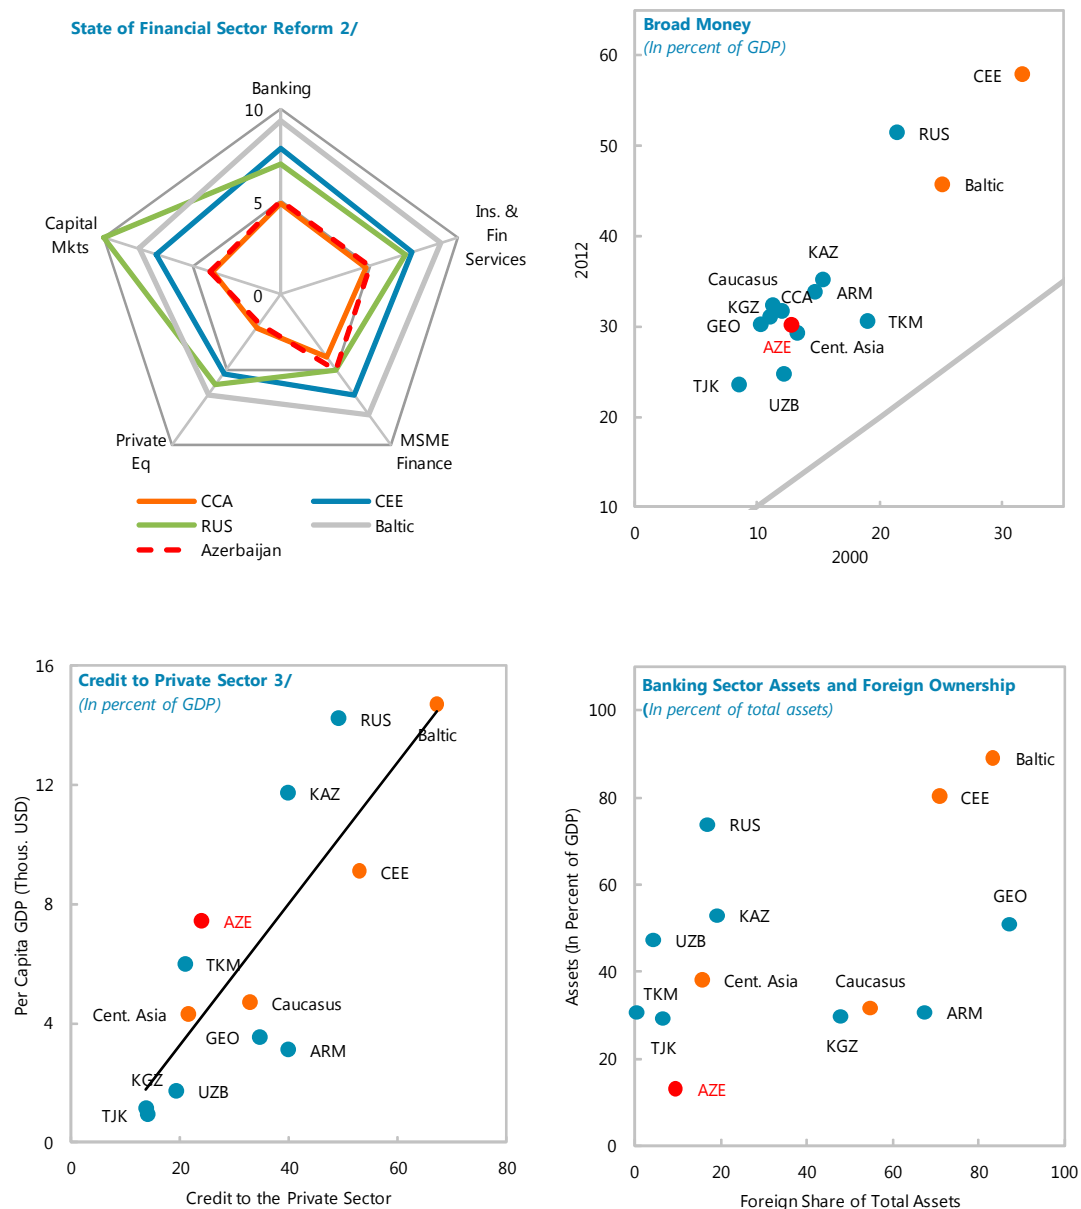 State of Financial Sector Reform 2/
Banking
10
5
0
Ins. &
Fin
Services
Capital
Mkts
Private
Eq
MSME
Finance
CCA
CEE
RUS
Baltic
Azerbaijan
Broad Money
(In percent of GDP)
60
50
40
30
20
10
2012
CEE
RUS
Baltic
KAZ
Caucasus
CCA
ARM
KGZ
GEO
TKM
AZE
Cent. Asia
TJK
UZB
0
10
20
30
2000
Credit to Private Sector 3/
(In percent of GDP)
16
12
8
4
0
Per Capita GDP (Thous. USD)
RUS
Baltic
KAZ
CEE
AZE
TKM
Caucasus
Cent. Asia
GEO
ARM
KGZ
UZB
TJK
0
20
40
60
80
Credit to the Private Sector
Banking Sector Assets and Foreign Ownership
(In percent of total assets)
100
80
60
40
20
0
Assets (In Percent of GDP)
Baltic
CEE
RUS
GEO
KAZ
UZB
Cent. Asia
Caucasus
TKM
ARM
TJK
KGZ
AZE
0
20
40
60
80
100
Foreign Share of Total Assets